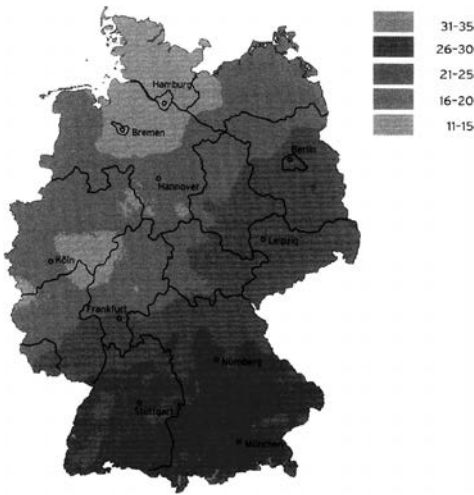 31-35
26-30
21-25
16-20
11-15
Hamburg
Bremen
Berlin
Hannover
Leipzig
Köln
Frankfurt
Nürnberg
Stuttgart
München